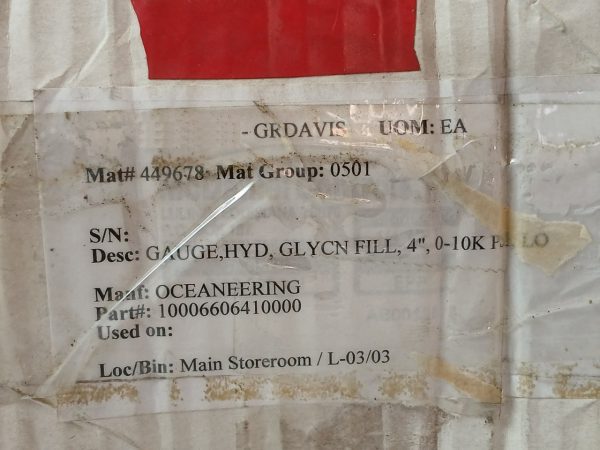 - GRDAVIS UOM: EA
Mat# 449678 Mat Group: 0501
S/N:
Desc: GAUGE,HYD, GLYCN FILL, 4", 0-10K LO
Manf: OCEANEERING
Part#: 10006606410000
Used on:
Loc/Bin: Main Storeroom / L-03/03